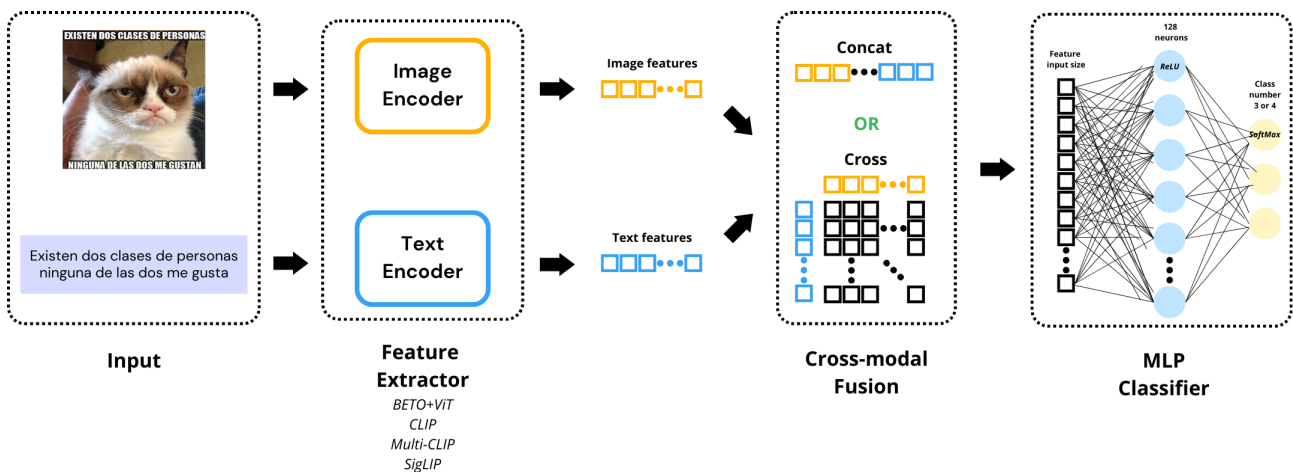 EXISTEN DOS CLASES DE PERSONAS
NINGUNA DE LAS DOS ME GUSTAN
Existen dos clases de personas
ninguna de las dos me gusta
Input
Image
Encoder
Text
Encoder
Feature
Extractor
BETO+ViT
CLIP
Multi-CLIP
SigLIP
Image features
Text features
Concat
OR
Cross
Cross-modal
Fusion
Feature
input size
128
neurons
ReLU
Class
number
3 or 4
SoftMax
MLP
Classifier